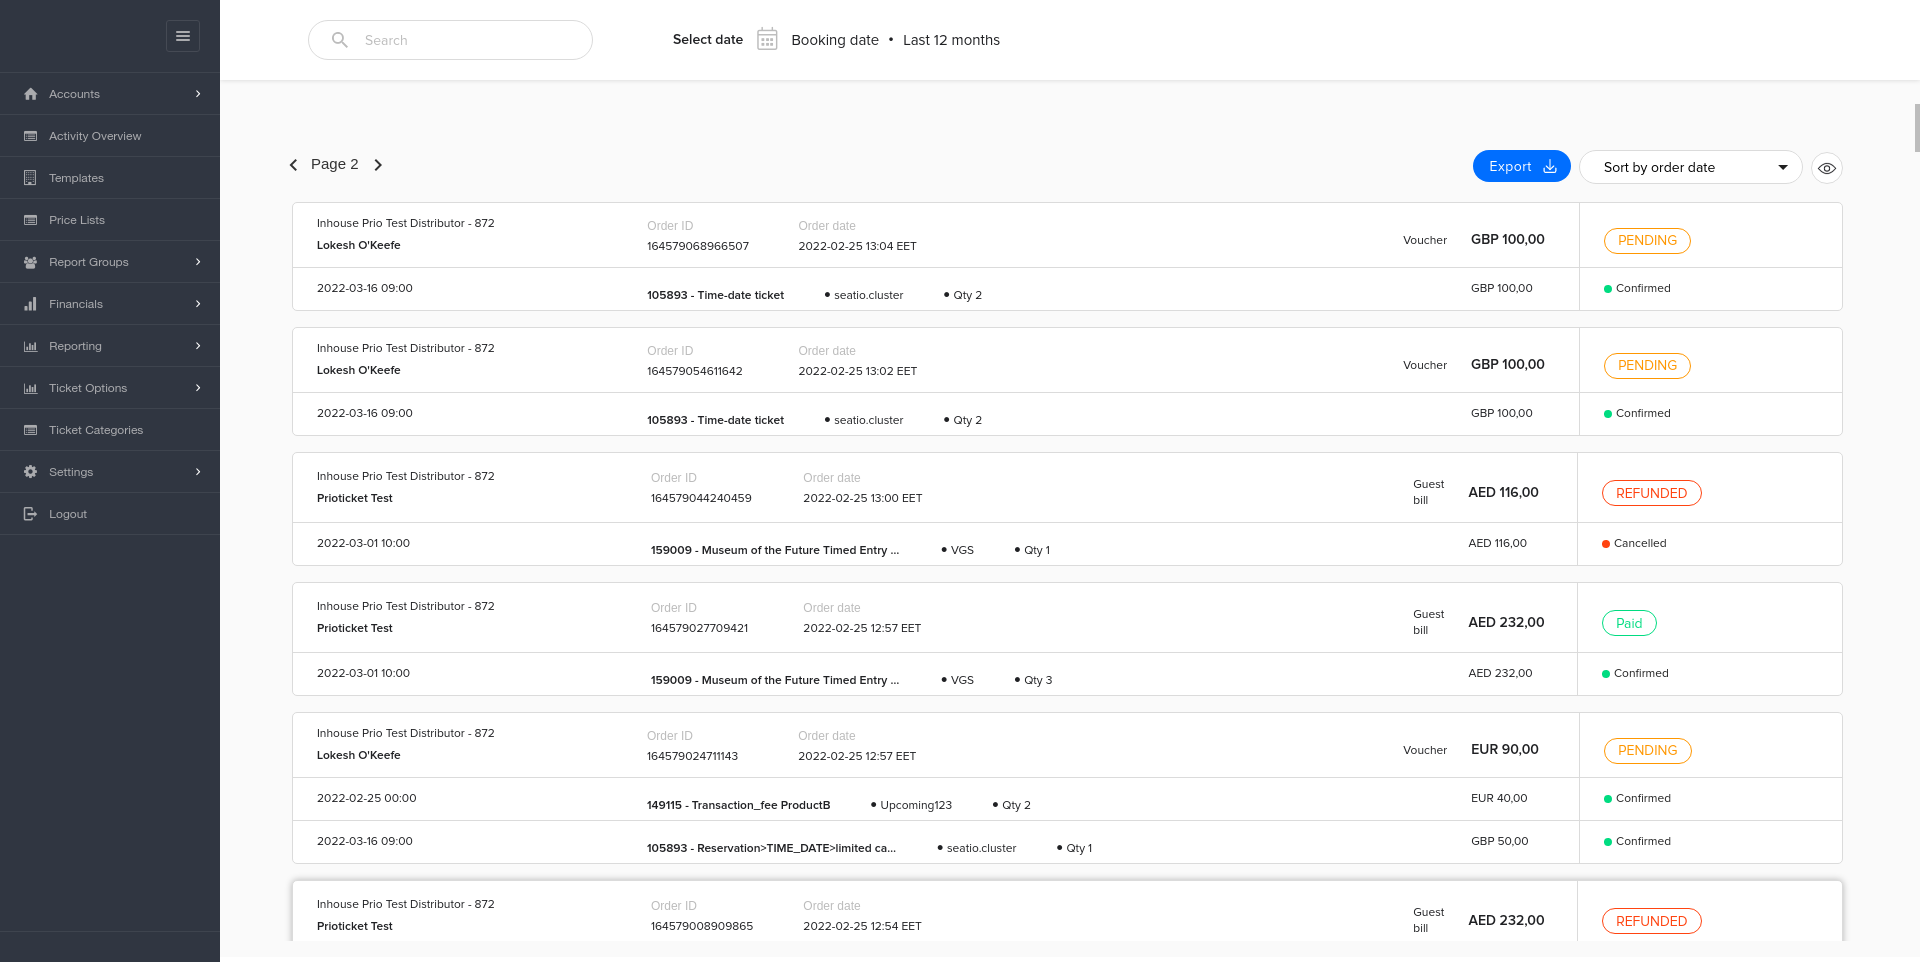 Search
Select date
Booking date • Last 12 months
Accounts
Activity Overview
Templates
Price Lists
Report Groups
Financials
Reporting
Ticket Options
Ticket Categories
Settings
Logout
Page 2
Export
Sort by order date
Inhouse Prio Test Distributor - 872
Lokesh O'Keefe
Order ID
164579068966507
Order date
2022-02-25 13:04 EET
Voucher
GBP 100,00
PENDING
2022-03-16 09:00
105893 - Time-date ticket
• seatio.cluster
• Qty 2
GBP 100,00
Confirmed
Inhouse Prio Test Distributor - 872
Lokesh O'Keefe
Order ID
164579054611642
Order date
2022-02-25 13:02 EET
Voucher
GBP 100,00
PENDING
2022-03-16 09:00
105893 - Time-date ticket
• seatio.cluster
• Qty 2
GBP 100,00
Confirmed
Inhouse Prio Test Distributor - 872
Prioticket Test
Order ID
164579044240459
Order date
2022-02-25 13:00 EET
Guest
bill
AED 116,00
REFUNDED
2022-03-01 10:00
159009 - Museum of the Future Timed Entry ...
• VGS
• Qty 1
AED 116,00
Cancelled
Inhouse Prio Test Distributor - 872
Prioticket Test
Order ID
164579027709421
Order date
2022-02-25 12:57 EET
Guest
bill
AED 232,00
Paid
2022-03-01 10:00
159009 - Museum of the Future Timed Entry ...
• VGS
• Qty 3
AED 232,00
Confirmed
Inhouse Prio Test Distributor - 872
Lokesh O'Keefe
Order ID
164579024711143
Order date
2022-02-25 12:57 EET
Voucher
EUR 90,00
PENDING
2022-02-25 00:00
149115 - Transaction_fee ProductB
• Upcoming123
• Qty 2
EUR 40,00
Confirmed
2022-03-16 09:00
105893 - Reservation>TIME_DATE>limited ca...
• seatio.cluster
• Qty 1
GBP 50,00
Confirmed
Inhouse Prio Test Distributor - 872
Prioticket Test
Order ID
164579008909865
Order date
2022-02-25 12:54 EET
Guest
bill
AED 232,00
REFUNDED